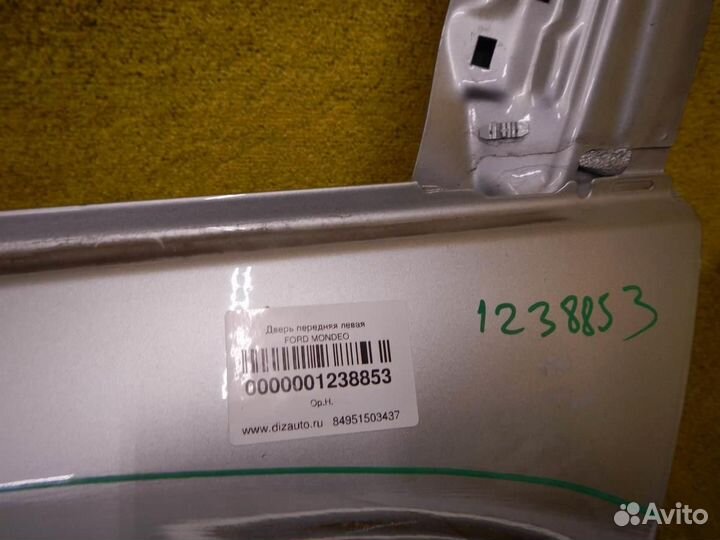 1238853
Дверь передняя левая
FORD MONDEO
0000001238853
Ор.Н.
www.dizauto.ru 84951503437
Avito